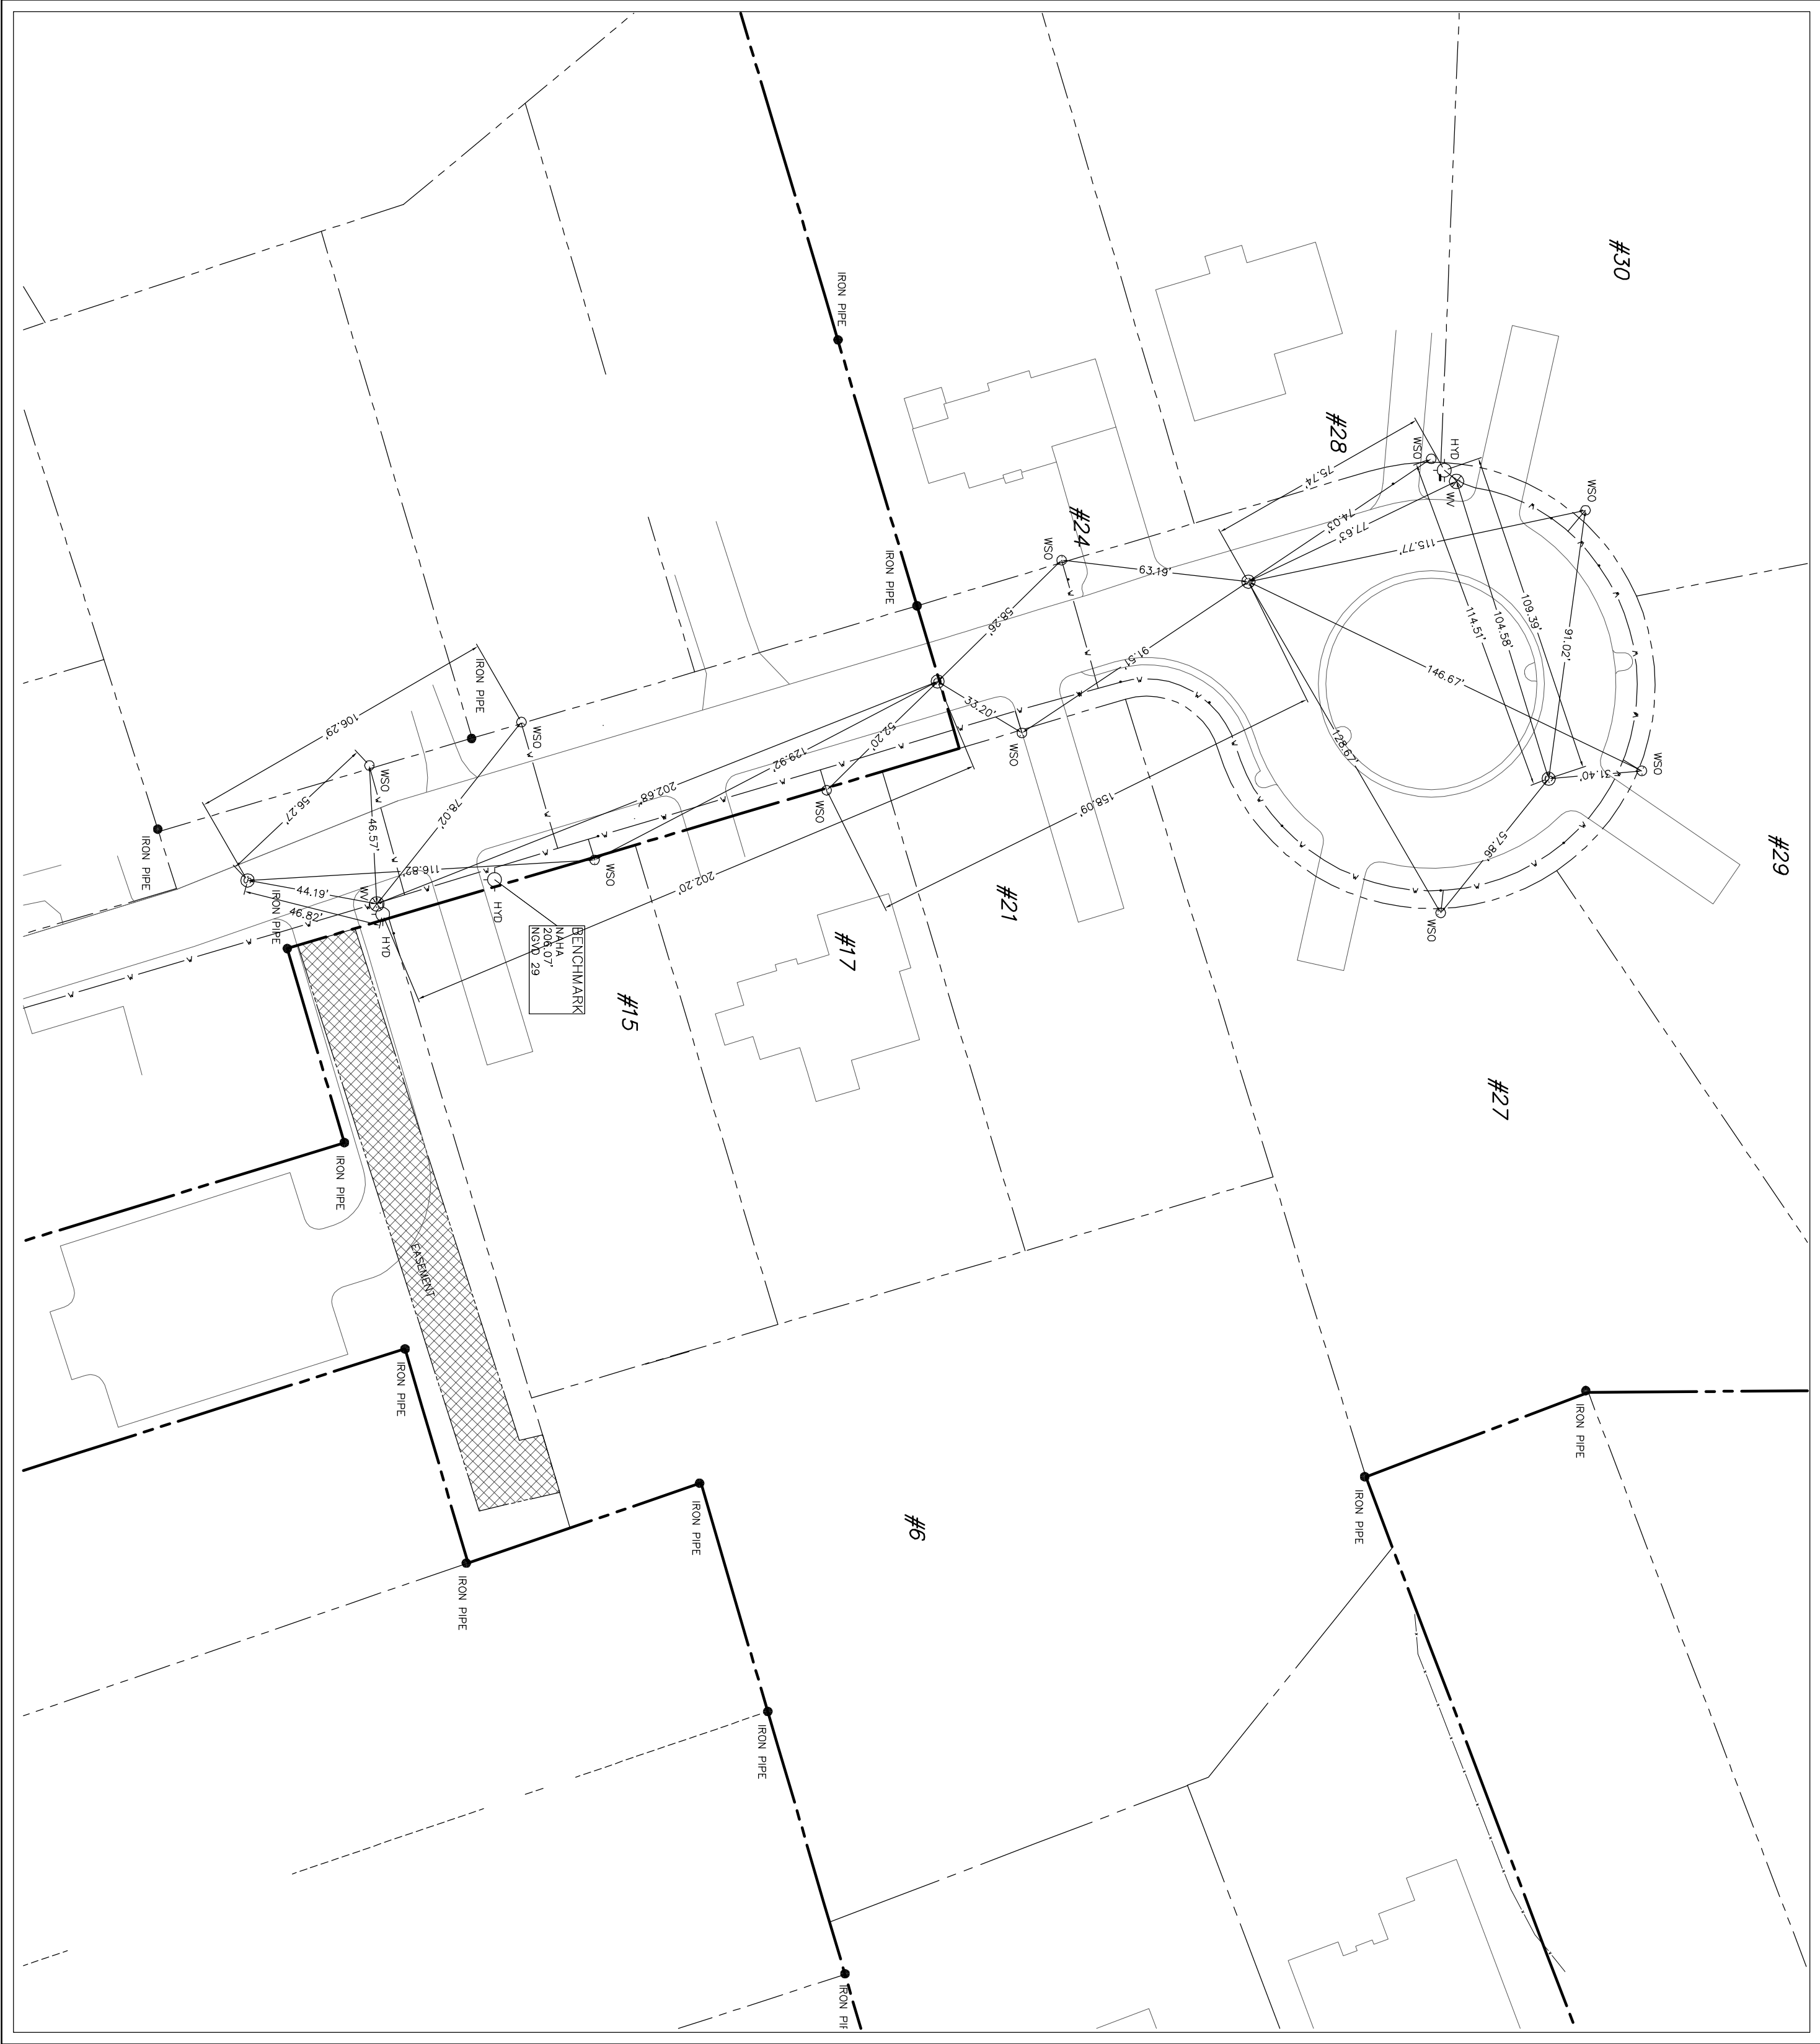 #30
IRON PIPE
#28
HYD
WSO
WV
WSO
75.74'
74.03'
77.63'
115.77'
109.39'
104.58'
114.51'
91.02'
#24
WSO
63.19'
IRON PIPE
58.26'
91.51'
146.67'
33.20'
IRON PIPE
WSO
WSO
128.67'
WSO
31.40'
106.29'
WSO
52.20'
129.92'
202.68'
158.09'
57.86'
#29
56.27'
78.02'
46.57'
WSO
IRON PIPE
116.82'
WSO
44.19'
WV
46.82'
HYD
202.20'
#21
WSO
IRON PIPE
HYD
BENCHMARK
NAHA
206.07'
NGVD 29
#17
#15
#27
IRON PIPE
EASEMENT
IRON PIPE
IRON PIPE
IRON PIPE
IRON PIPE
#6
IRON PIPE
IRON PIPE
IRON PIP